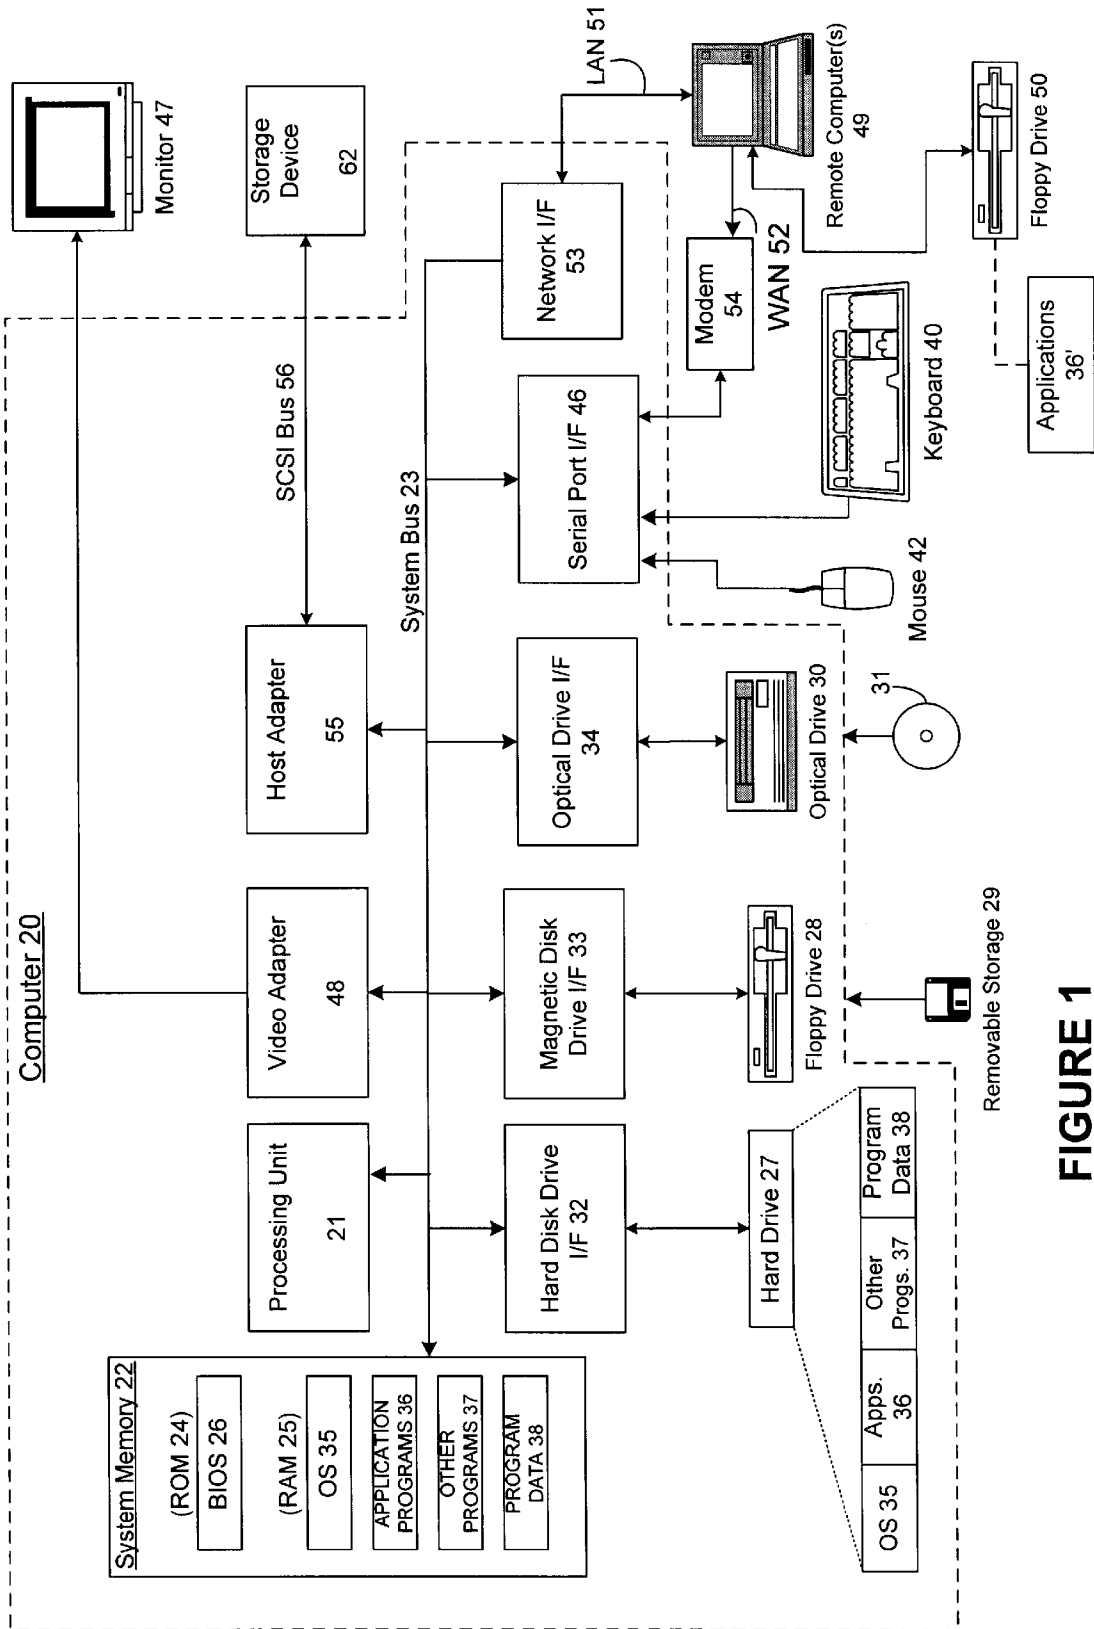 Computer 20
Monitor 47
System Memory 22
(ROM 24)
BIOS 26
(RAM 25)
OS 35
APPLICATION
PROGRAMS 36
OTHER
PROGRAMS 37
PROGRAM
DATA 38
Processing Unit
21
Video Adapter
48
Host Adapter
55
SCSI Bus 56
Storage
Device
62
System Bus 23
Hard Disk Drive
I/F 32
Magnetic Disk
Drive I/F 33
Optical Drive I/F
34
Serial Port I/F 46
Network I/F
53
LAN 51
Hard Drive 27
Floppy Drive 28
Optical Drive 30
Modem
54
WAN 52
Remote Computer(s)
49
OS 35
Apps.
36
Other
Progs. 37
Program
Data 38
Removable Storage 29
31
Mouse 42
Keyboard 40
Floppy Drive 50
Applications
36'
FIGURE 1